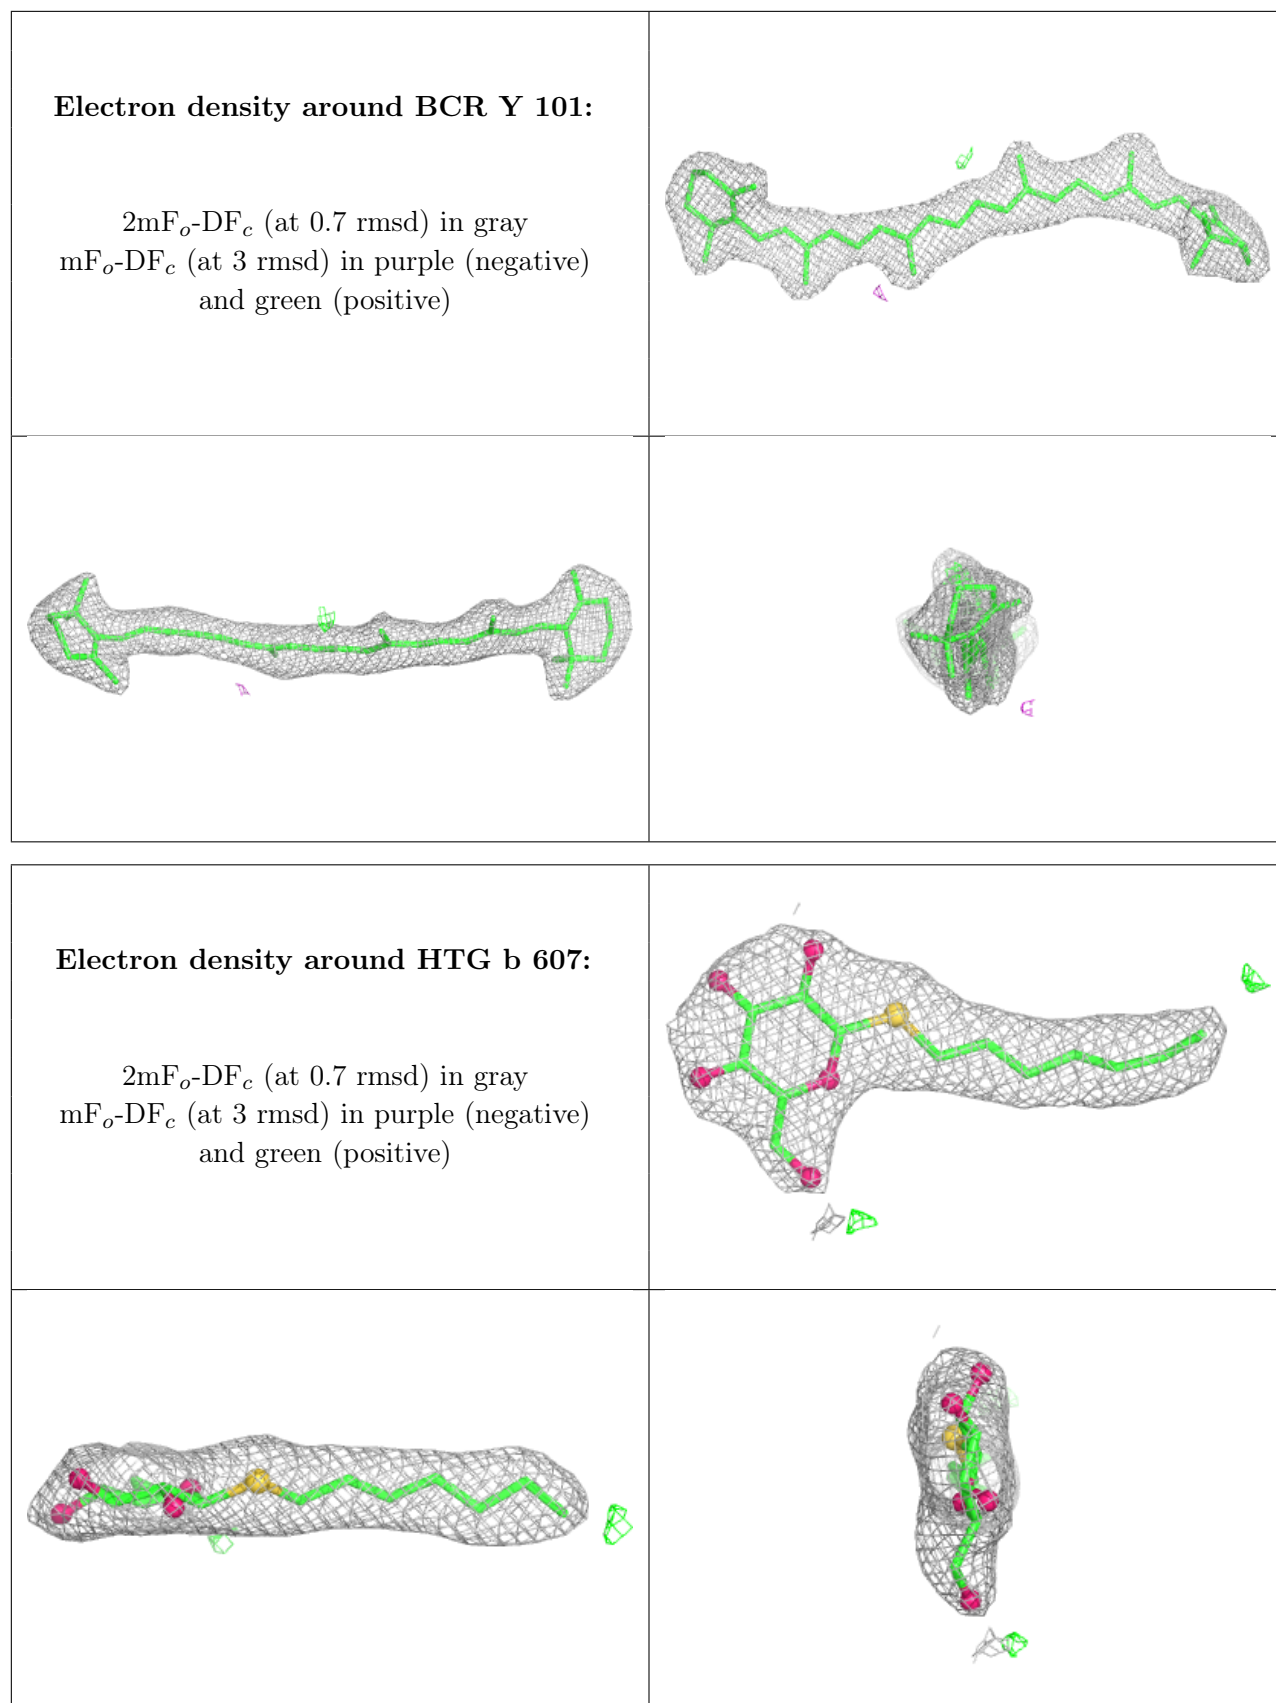 Electron density around BCR Y 101:
2mFo-DFc (at 0.7 rmsd) in gray
mFo-DFc (at 3 rmsd) in purple (negative)
and green (positive)
Electron density around HTG b 607:
2mFo-DFc (at 0.7 rmsd) in gray
mFo-DFc (at 3 rmsd) in purple (negative)
and green (positive)